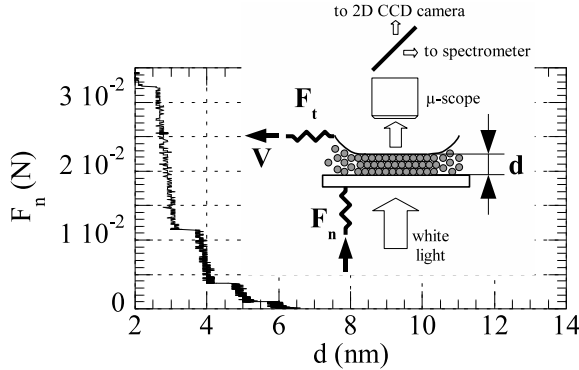 to 2D CCD camera
to spectrometer
µ-scope
F_t
V
d
F_n
white
light
F_n (N)
3 10^-2
2 10^-2
1 10^-2
0
2 4 6 8 10 12 14
d (nm)